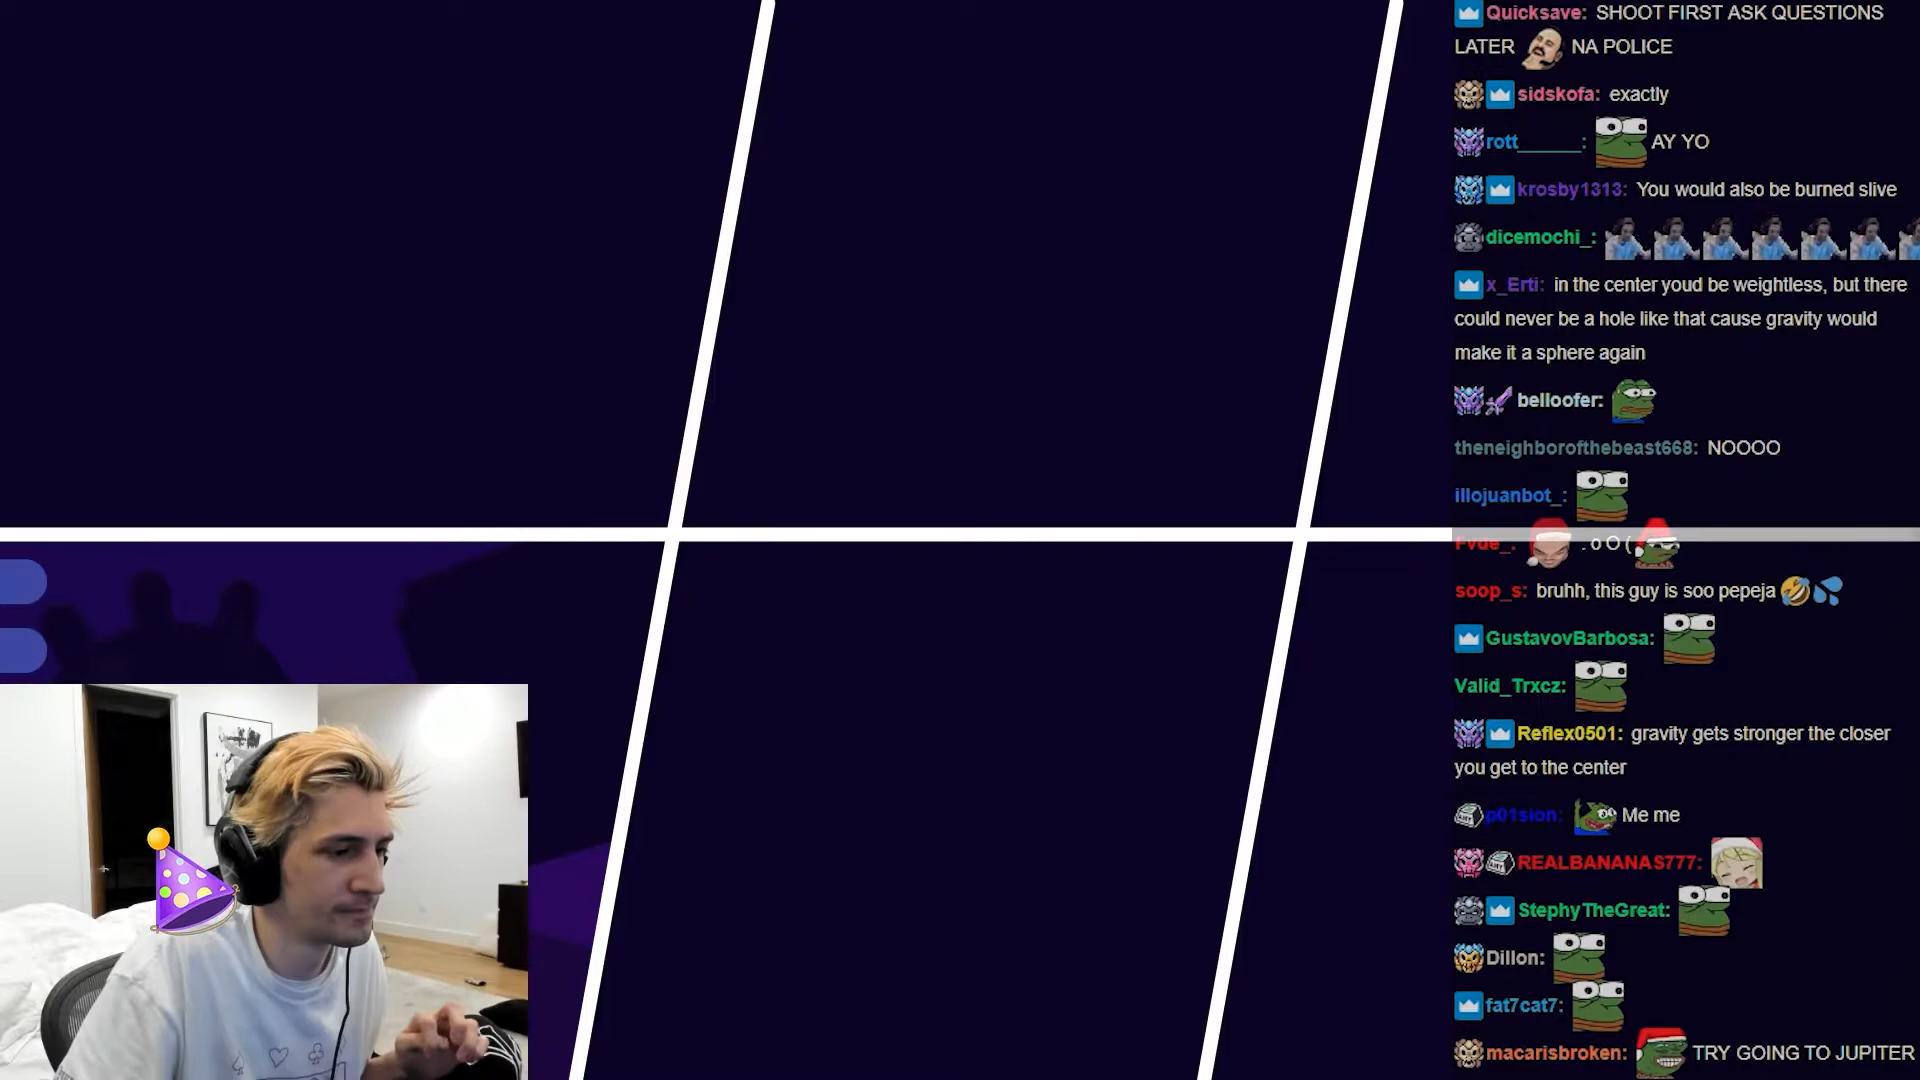 Quicksave: SHOOT FIRST ASK QUESTIONS
LATER NA POLICE
sidskofa: exactly
rott______: AY YO
krosby1313: You would also be burned slive
dicemochi_:
x_Erti: in the center youd be weightless, but there
could never be a hole like that cause gravity would
make it a sphere again
belloofer:
theneighborofthebeast668: NOOOO
illojuanbot_:
Fvde_: . o O (
soop_s: bruhh, this guy is soo pepeja
GustavovBarbosa:
Valid_Trxcz:
Reflex0501: gravity gets stronger the closer
you get to the center
p01sion: Me me
REALBANANAS777:
StephyTheGreat:
Dillon:
fat7cat7:
macarisbroken: TRY GOING TO JUPITER